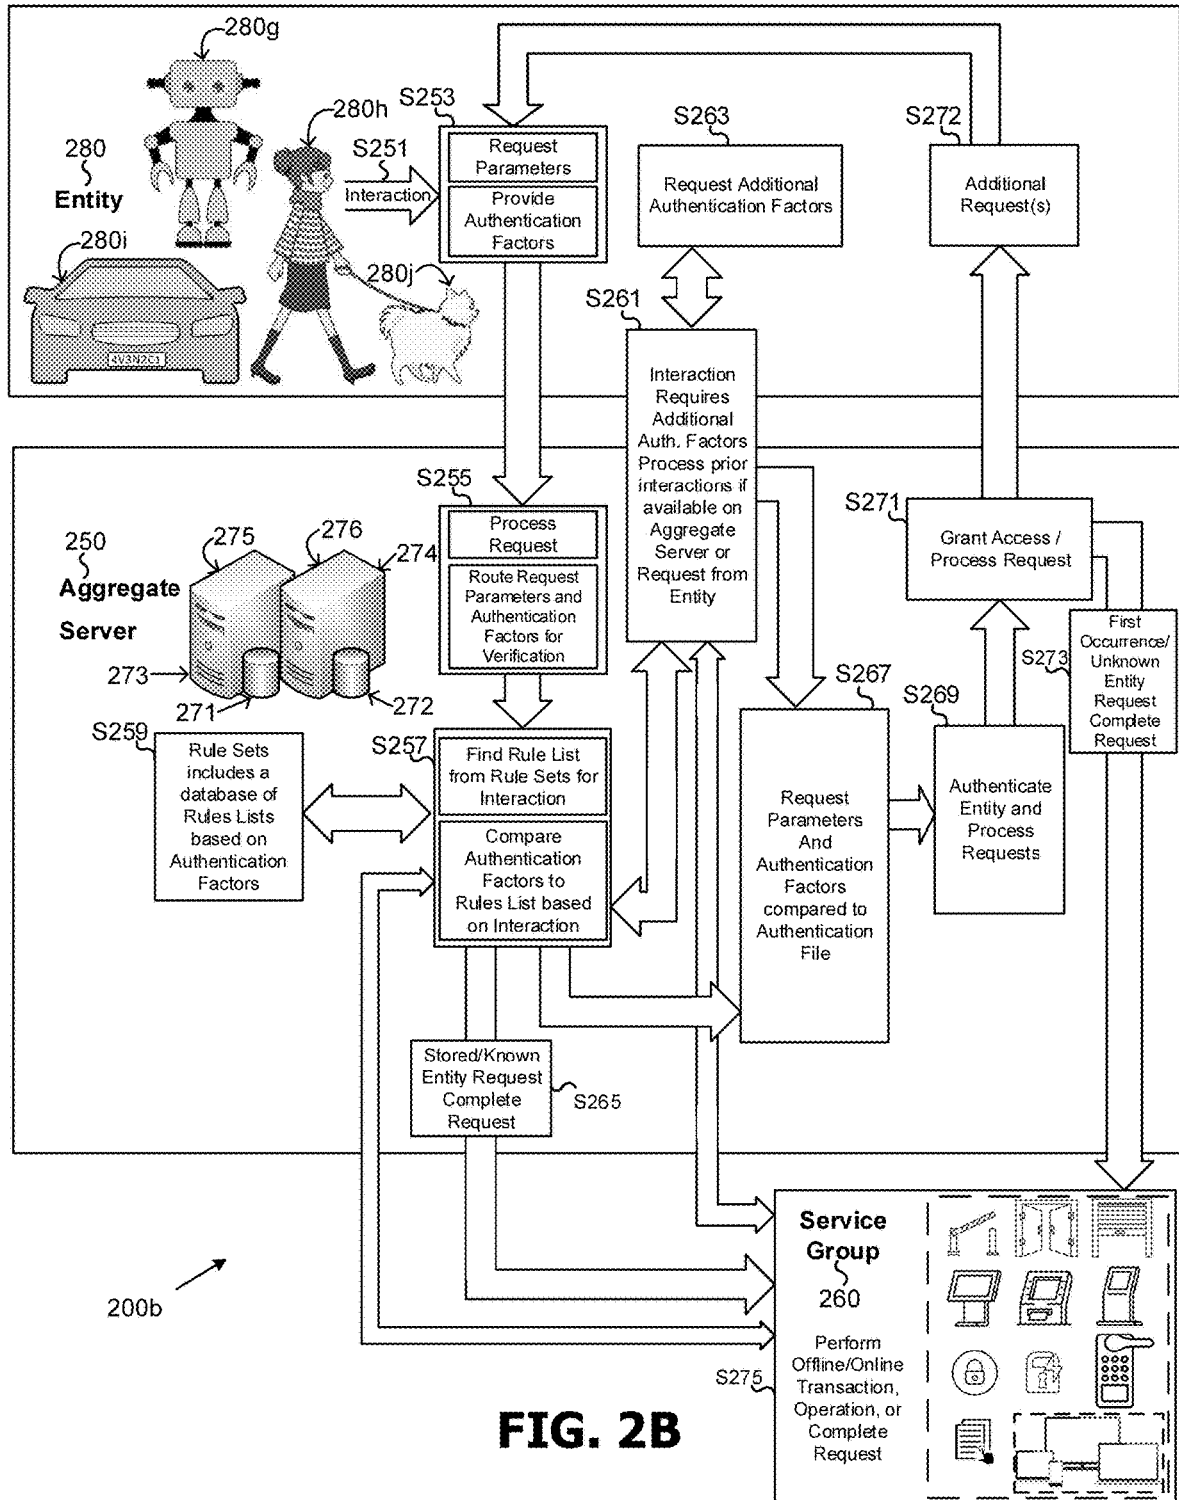 280g
280h
280
Entity
280i
280j
4V3N2C1
S251
Interaction
S253
Request
Parameters
Provide
Authentication
Factors
S263
Request Additional
Authentication Factors
S272
Additional
Request(s)
S261
Interaction
Requires
Additional
Auth. Factors
Process prior
interactions if
available on
Aggregate
Server or
Request from
Entity
250
Aggregate
Server
275
276
274
273
271
272
S255
Process
Request
Route Request
Parameters and
Authentication
Factors for
Verification
S271
Grant Access /
Process Request
First
Occurrence/
Unknown
Entity
Request
Complete
Request
S273
S259
Rule Sets
includes a
database of
Rules Lists
based on
Authentication
Factors
S257
Find Rule List
from Rule Sets for
Interaction
Compare
Authentication
Factors to
Rules List based
on Interaction
S267
Request
Parameters
And
Authentication
Factors
compared to
Authentication
File
S269
Authenticate
Entity and
Process
Requests
Stored/Known
Entity Request
Complete
Request
S265
200b
Service
Group
260
S275
Perform
Offline/Online
Transaction,
Operation, or
Complete
Request
FIG. 2B